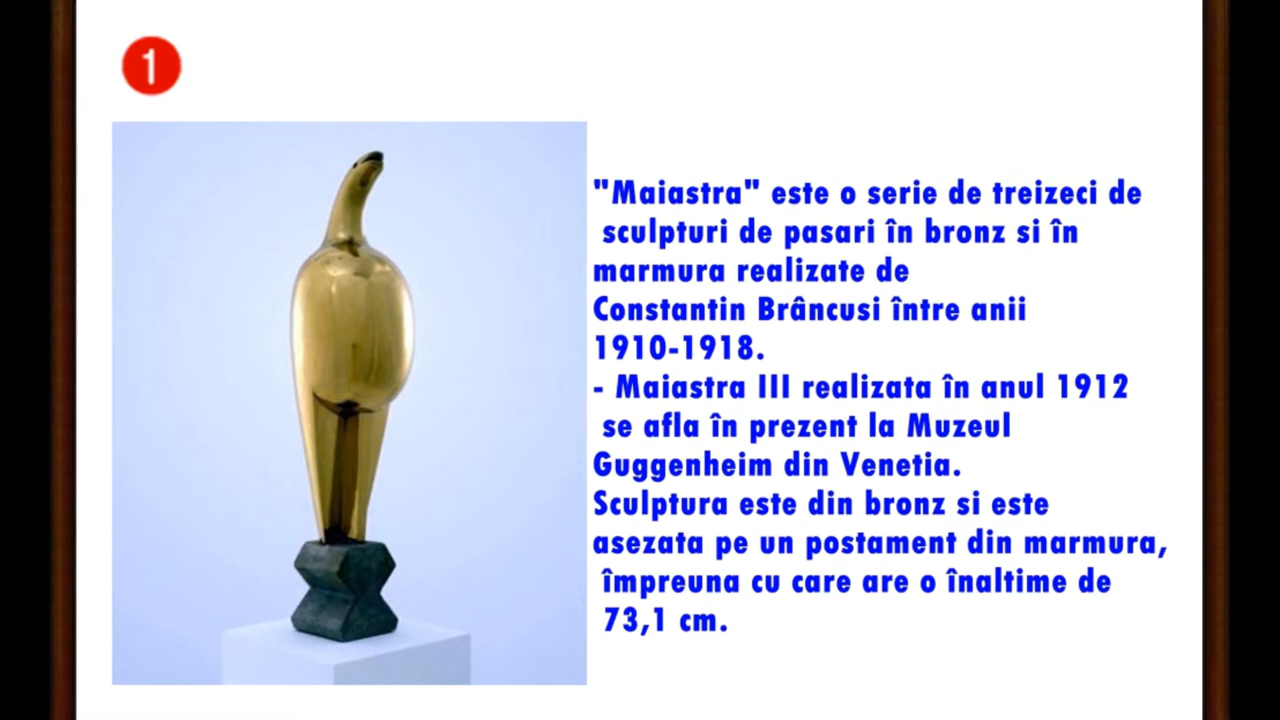 1
"Maiastra" este o serie de treizeci de
sculpturi de pasari în bronz si în
marmura realizate de
Constantin Brâncusi între anii
1910-1918.
- Maiastra III realizata în anul 1912
se afla în prezent la Muzeul
Guggenheim din Venetia.
Sculptura este din bronz si este
asezata pe un postament din marmura,
împreuna cu care are o înaltime de
73,1 cm.